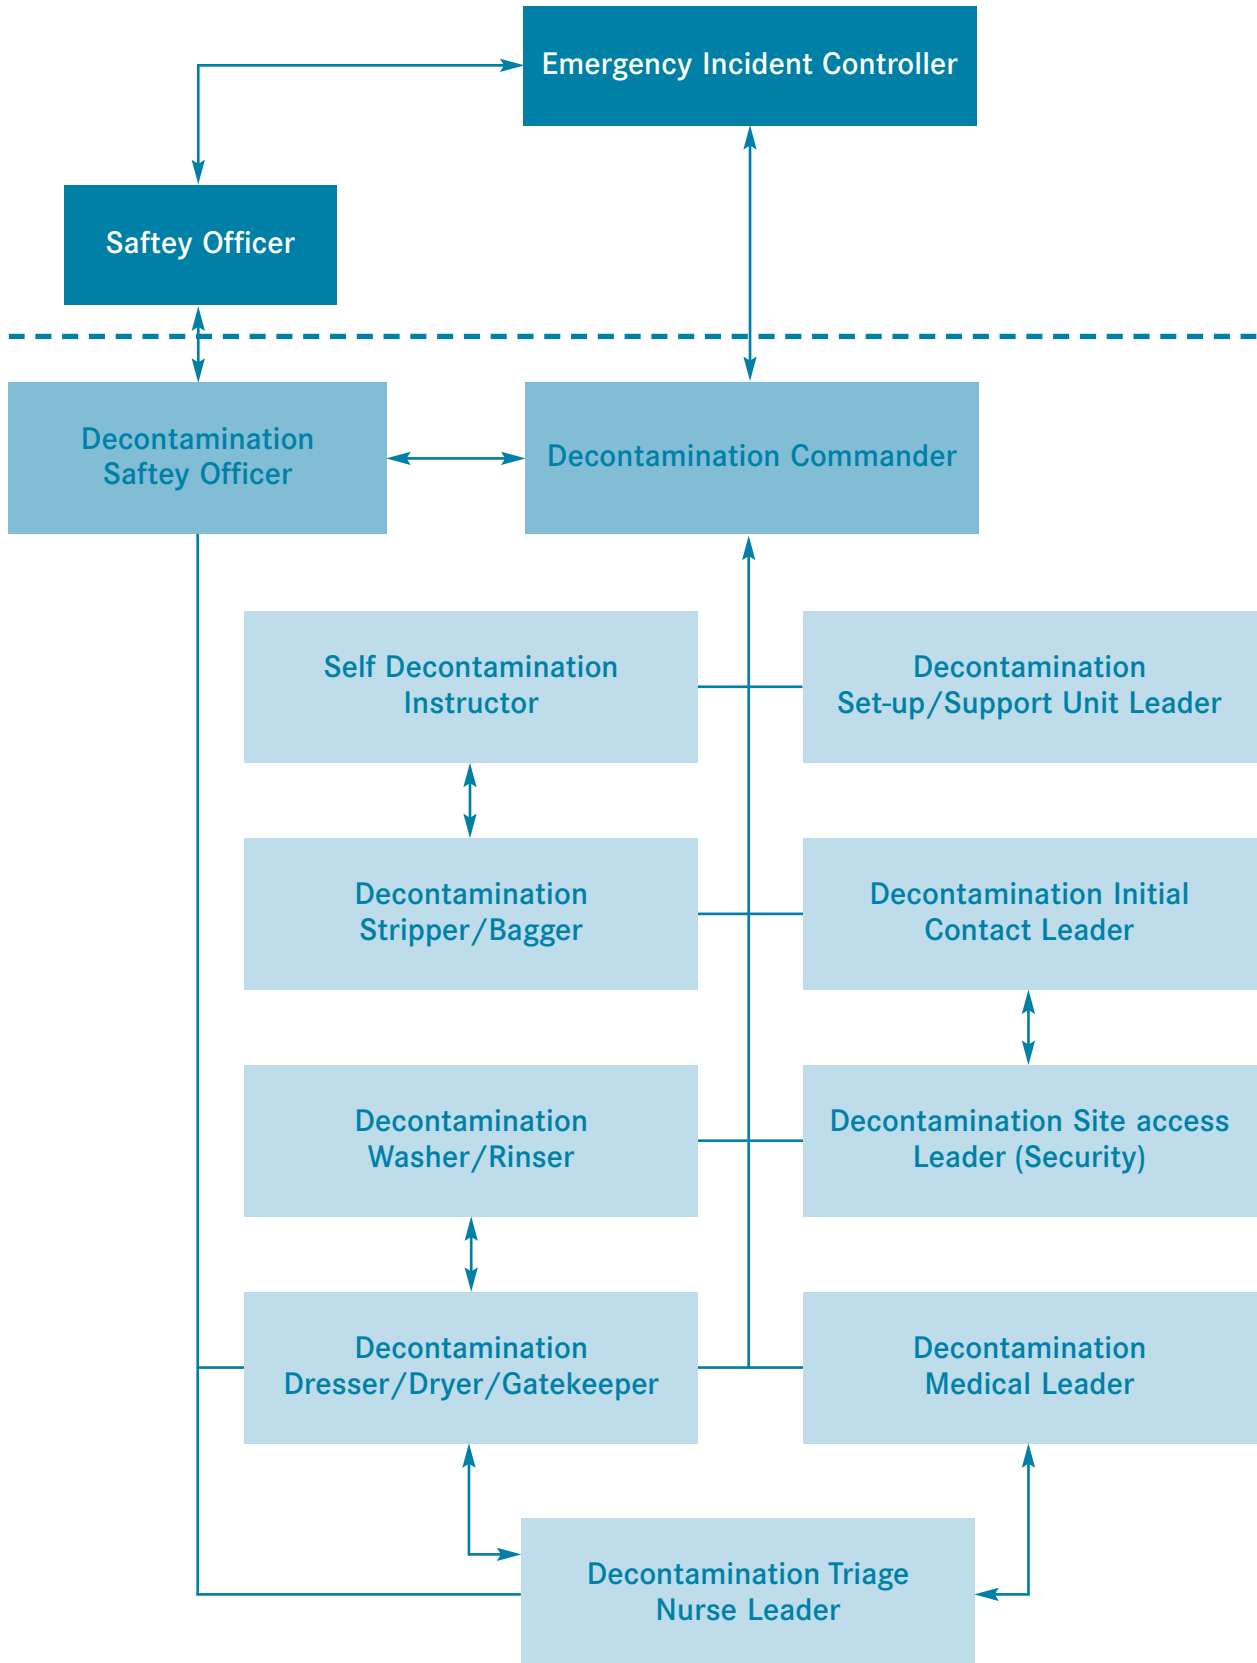 Emergency Incident Controller
Saftey Officer
Decontamination
Saftey Officer
Decontamination Commander
Self Decontamination
Instructor
Decontamination
Set-up/Support Unit Leader
Decontamination
Stripper/Bagger
Decontamination Initial
Contact Leader
Decontamination
Washer/Rinser
Decontamination Site access
Leader (Security)
Decontamination
Dresser/Dryer/Gatekeeper
Decontamination
Medical Leader
Decontamination Triage
Nurse Leader